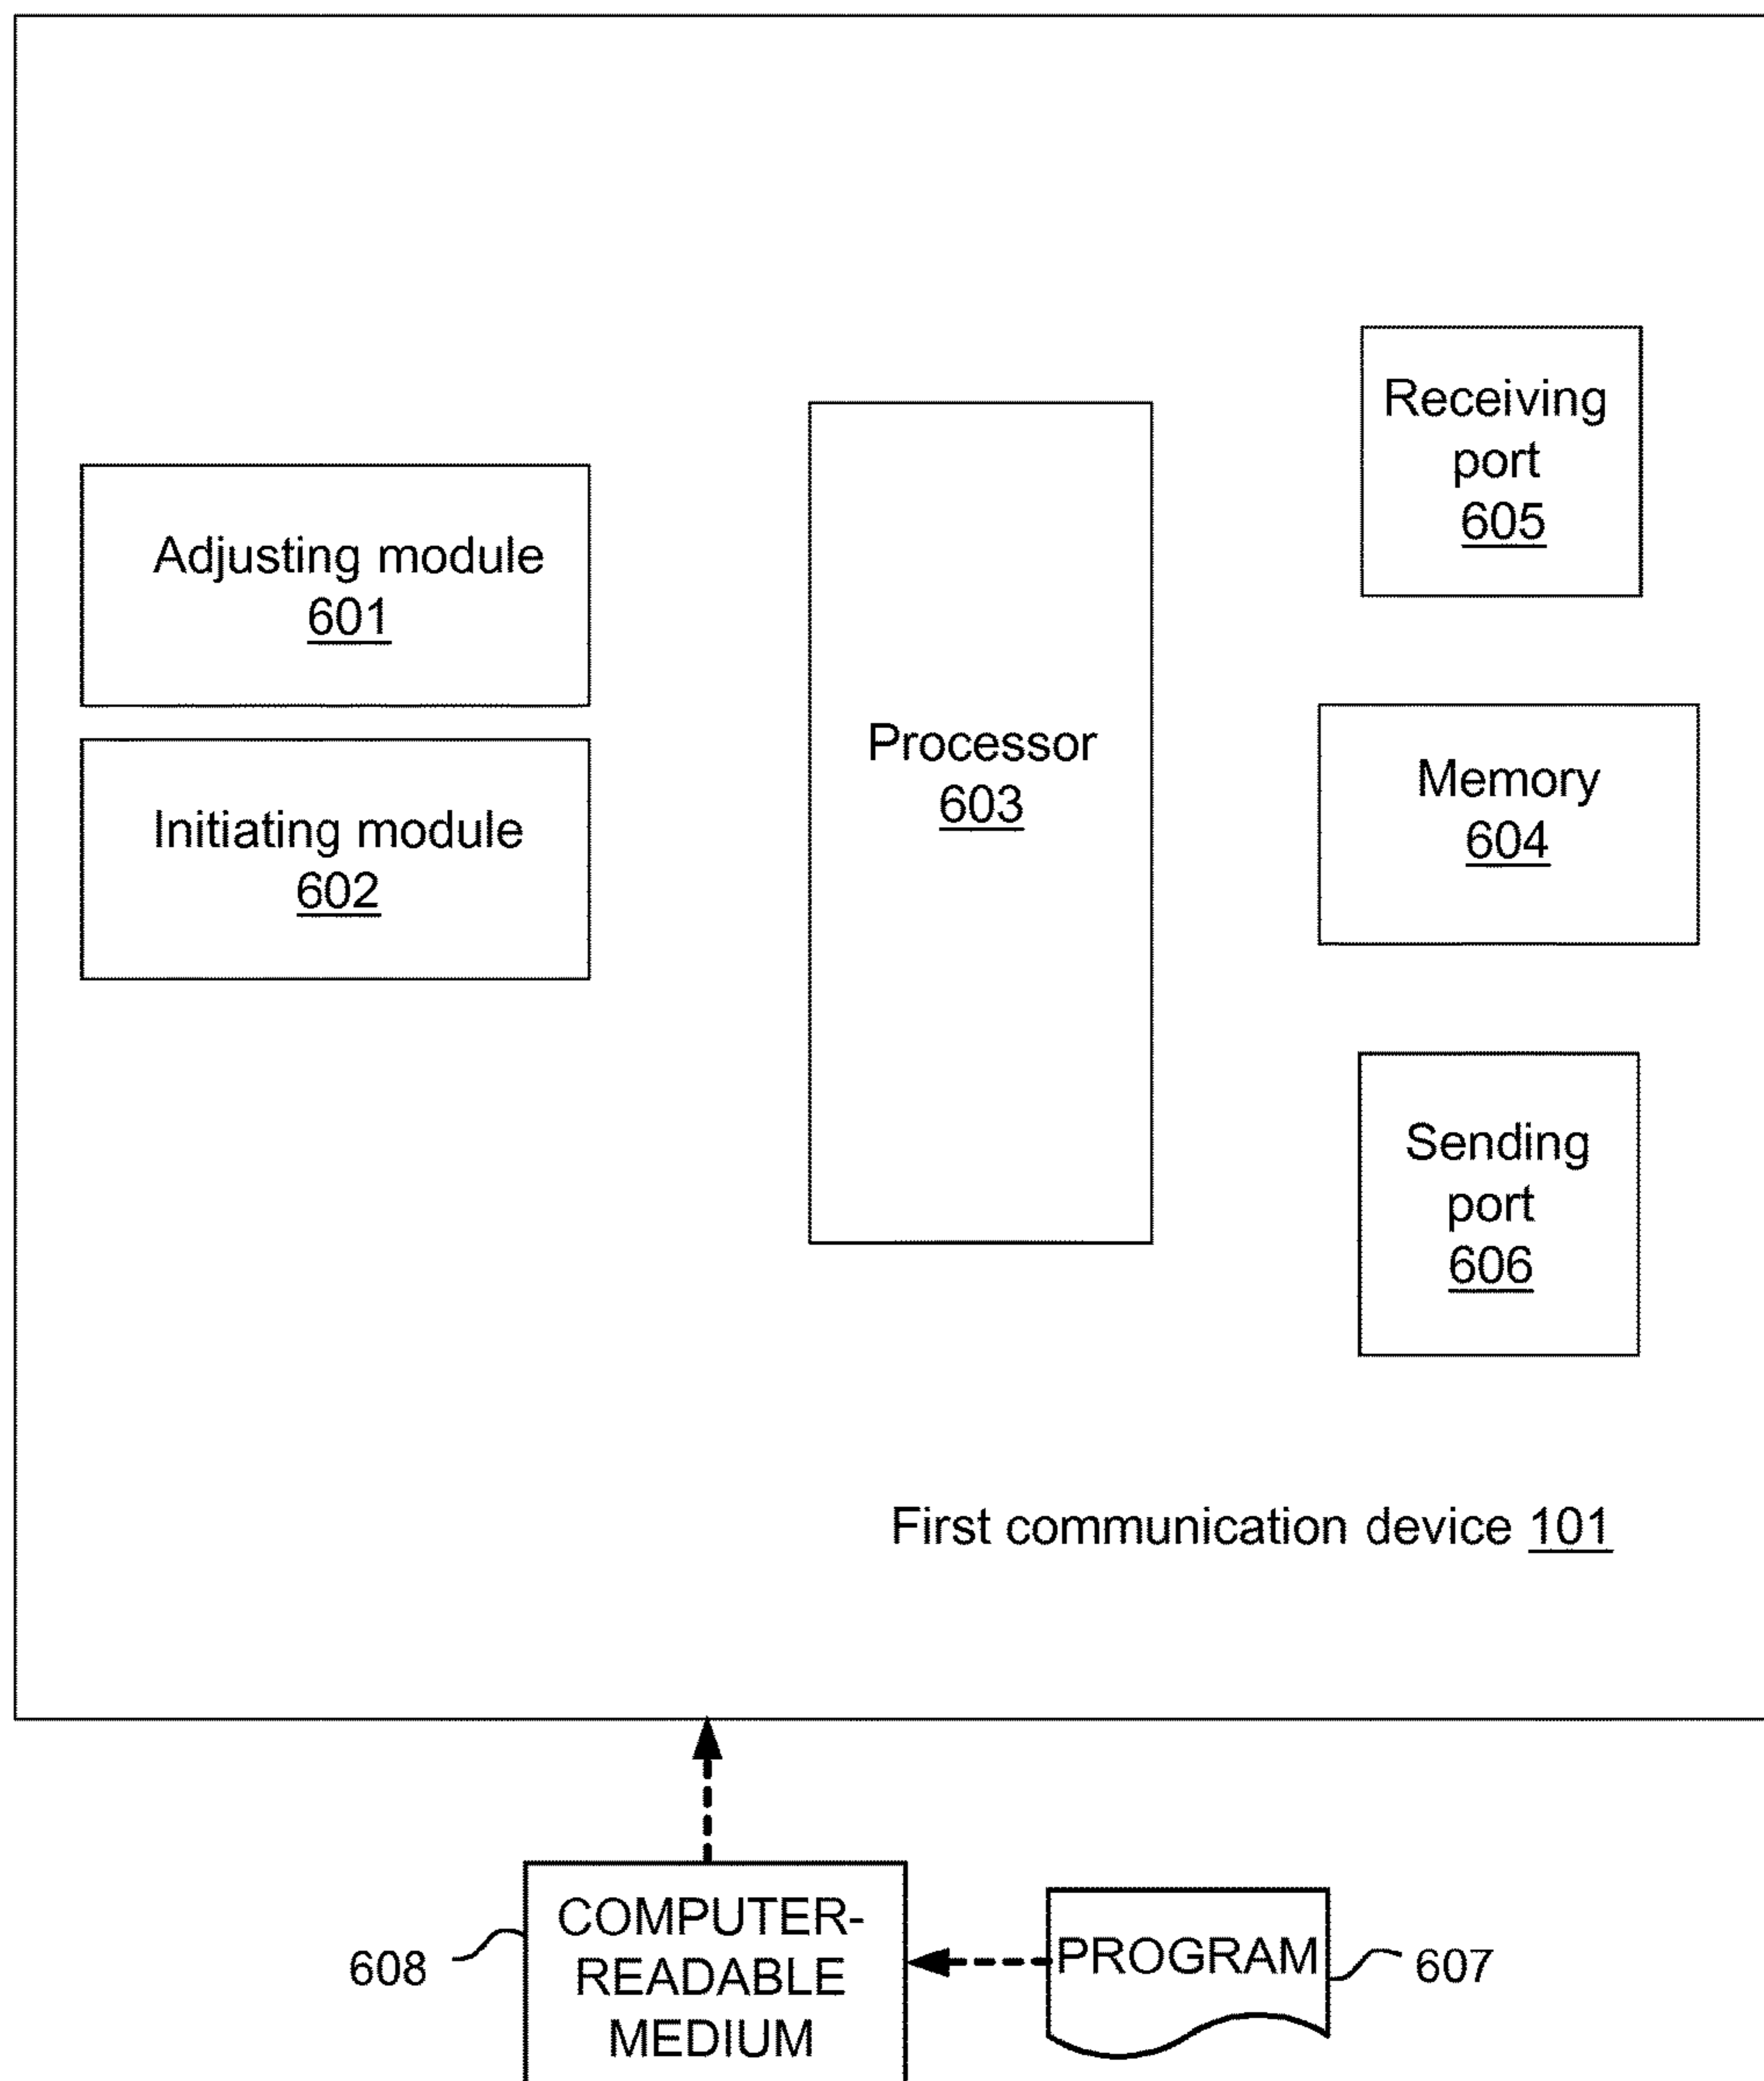 Receiving
port
605
Adjusting module
601
Processor
603
Memory
604
Initiating module
602
Sending
port
606
First communication device 101
COMPUTER-
READABLE
MEDIUM
608
PROGRAM
607